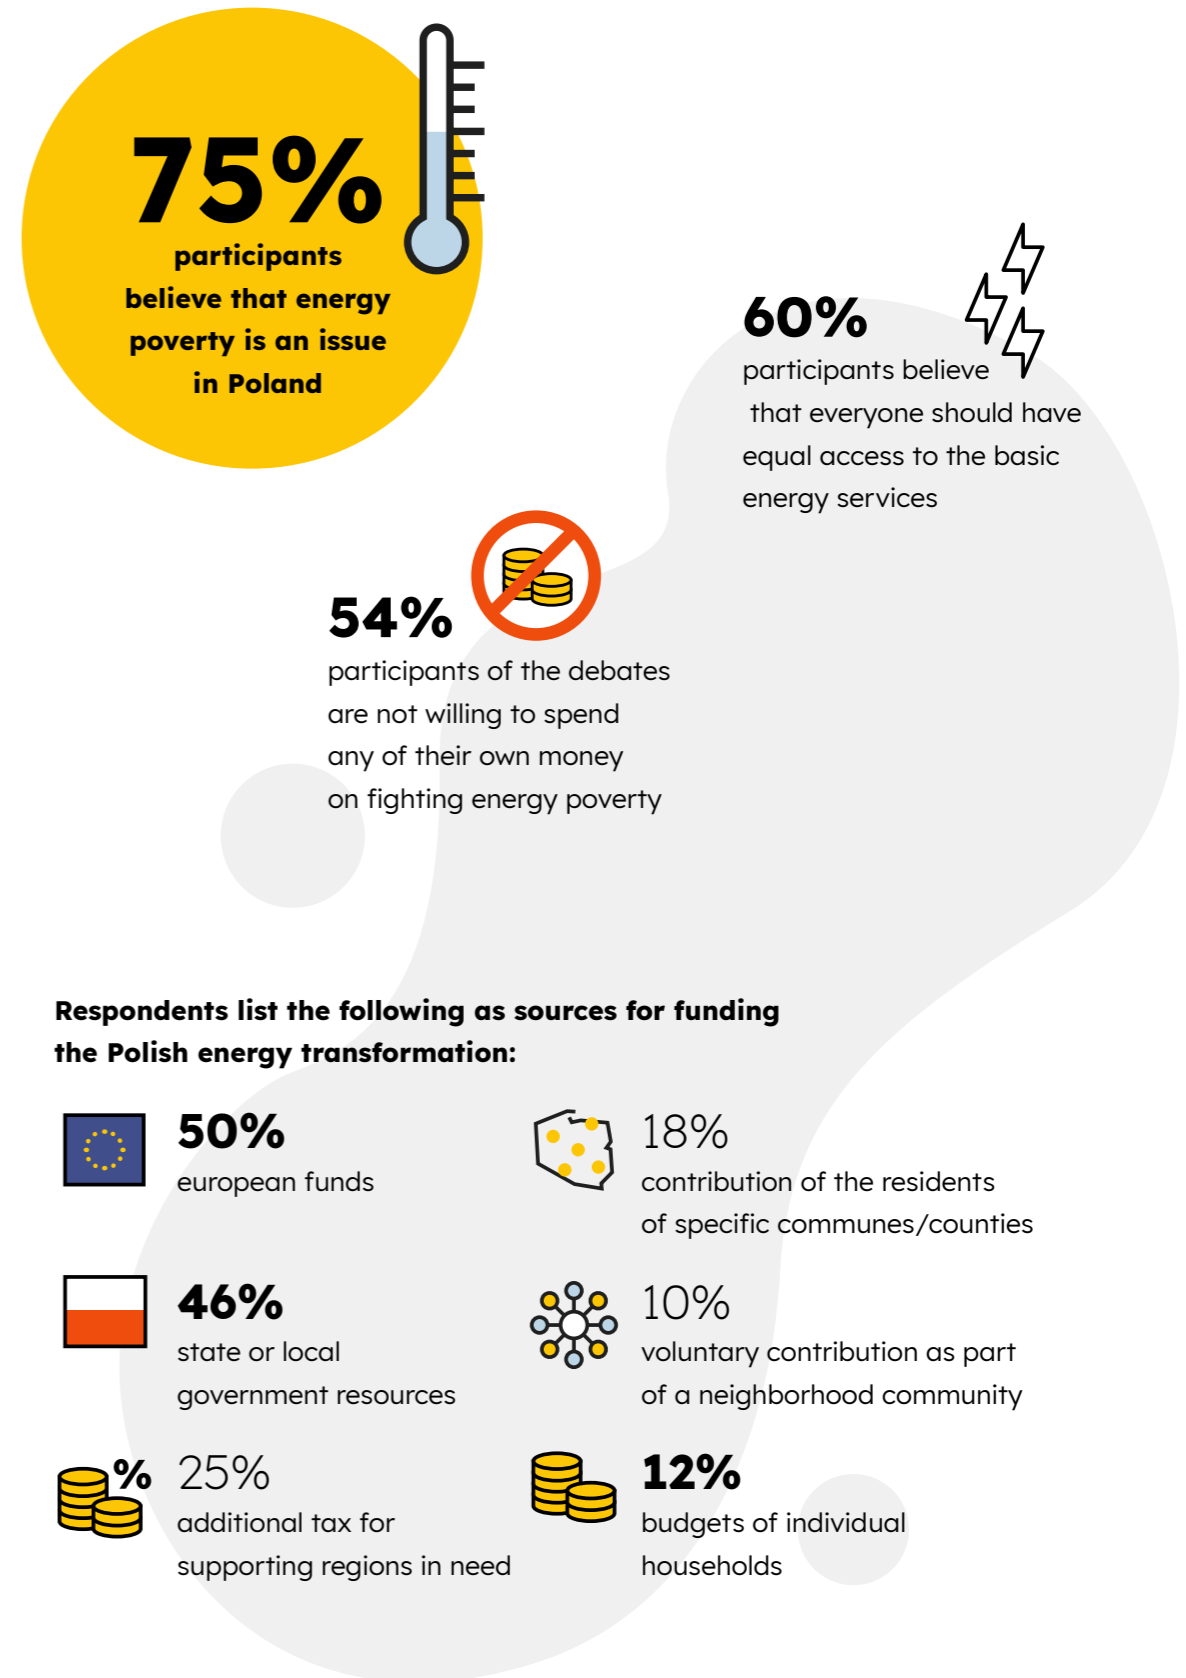 75%
participants
believe that energy
poverty is an issue
in Poland
60%
participants believe
that everyone should have
equal access to the basic
energy services
54%
participants of the debates
are not willing to spend
any of their own money
on fighting energy poverty
Respondents list the following as sources for funding
the Polish energy transformation:
50%
european funds
18%
contribution of the residents
of specific communes/counties
46%
state or local
government resources
10%
voluntary contribution as part
of a neighborhood community
%
25%
additional tax for
supporting regions in need
12%
budgets of individual
households